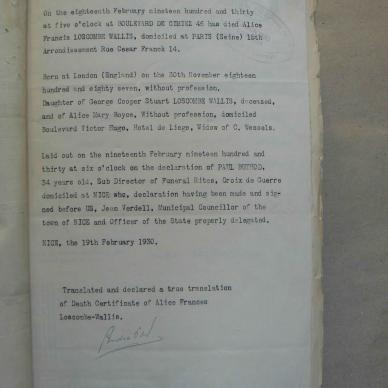 On the eighteenth February nineteen hundred and thirty
at five o'clock at BOULEVARD DE CIMIEZ 46 has died Alice
Francis LOSCOMBE WALLIS, domiciled at PARIS (Seine) 15th
Arrondissement Rue Cesar Franck 14.
Born at London (England) on the 30th November eighteen
hundred and eighty seven, without profession.
Daughter of George Cooper Stuart LOSCOMBE WALLIS, deceased,
and of Alice Mary Royce, Without profession, domiciled
Boulevard Victor Hugo, Hotel de Liege, Widow of C. Wessels.
Laid out on the nineteenth February nineteen hundred and
thirty at six o'clock on the declaration of PAUL
34 years old, Sub Director of Funeral Rites, Croix de Guerre
domiciled at NICE who, declaration having been made and sig-
ned before US, Jean Verdell, Municipal Councillor of the
town of NICE and Officer of the State properly delegated.
NICE, the 19th February 1930.
Translated and declared a true translation
of Death Certificate of Alice Frances
Loscombe-Wallis.